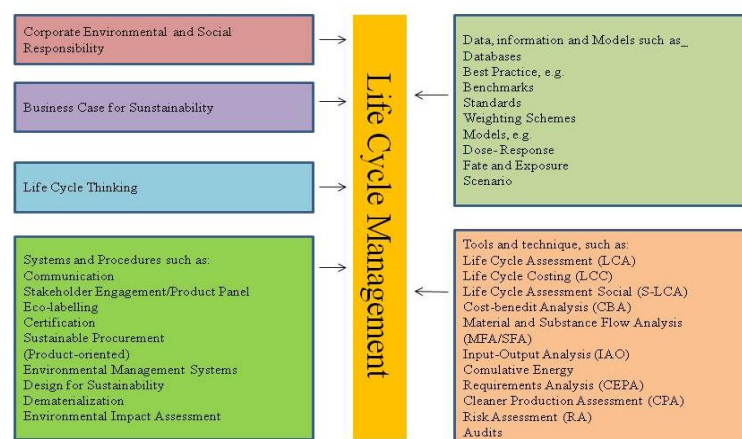 Corporate Environmental and Social
Responsibility
Business Case for Sunstainability
Life Cycle Thinking
Systems and Procedures such as:
Communication
Stakeholder Engagement/Product Panel
Eco-labelling
Certification
Sustainable Procurement
(Product-oriented)
Environmental Management Systems
Design for Sustainability
Dematerialization
Environmental Impact Assessment
Life Cycle Management
Data, information and Models such as_
Databases
Best Practice, e.g.
Benchmarks
Standards
Weighting Schemes
Models, e.g.
Dose- Response
Fate and Exposure
Scenario
Tools and technique, such as:
Life Cycle Assessment (LCA)
Life Cycle Costing (LCC)
Life Cycle Assessment Social (S-LCA)
Cost-benedit Analysis (CBA)
Material and Substance Flow Analysis
(MFA/SFA)
Input-Output Analysis (IAO)
Comulative Energy
Requirements Analysis (CEPA)
Cleaner Production Assessment (CPA)
Risk Assessment (RA)
Audits